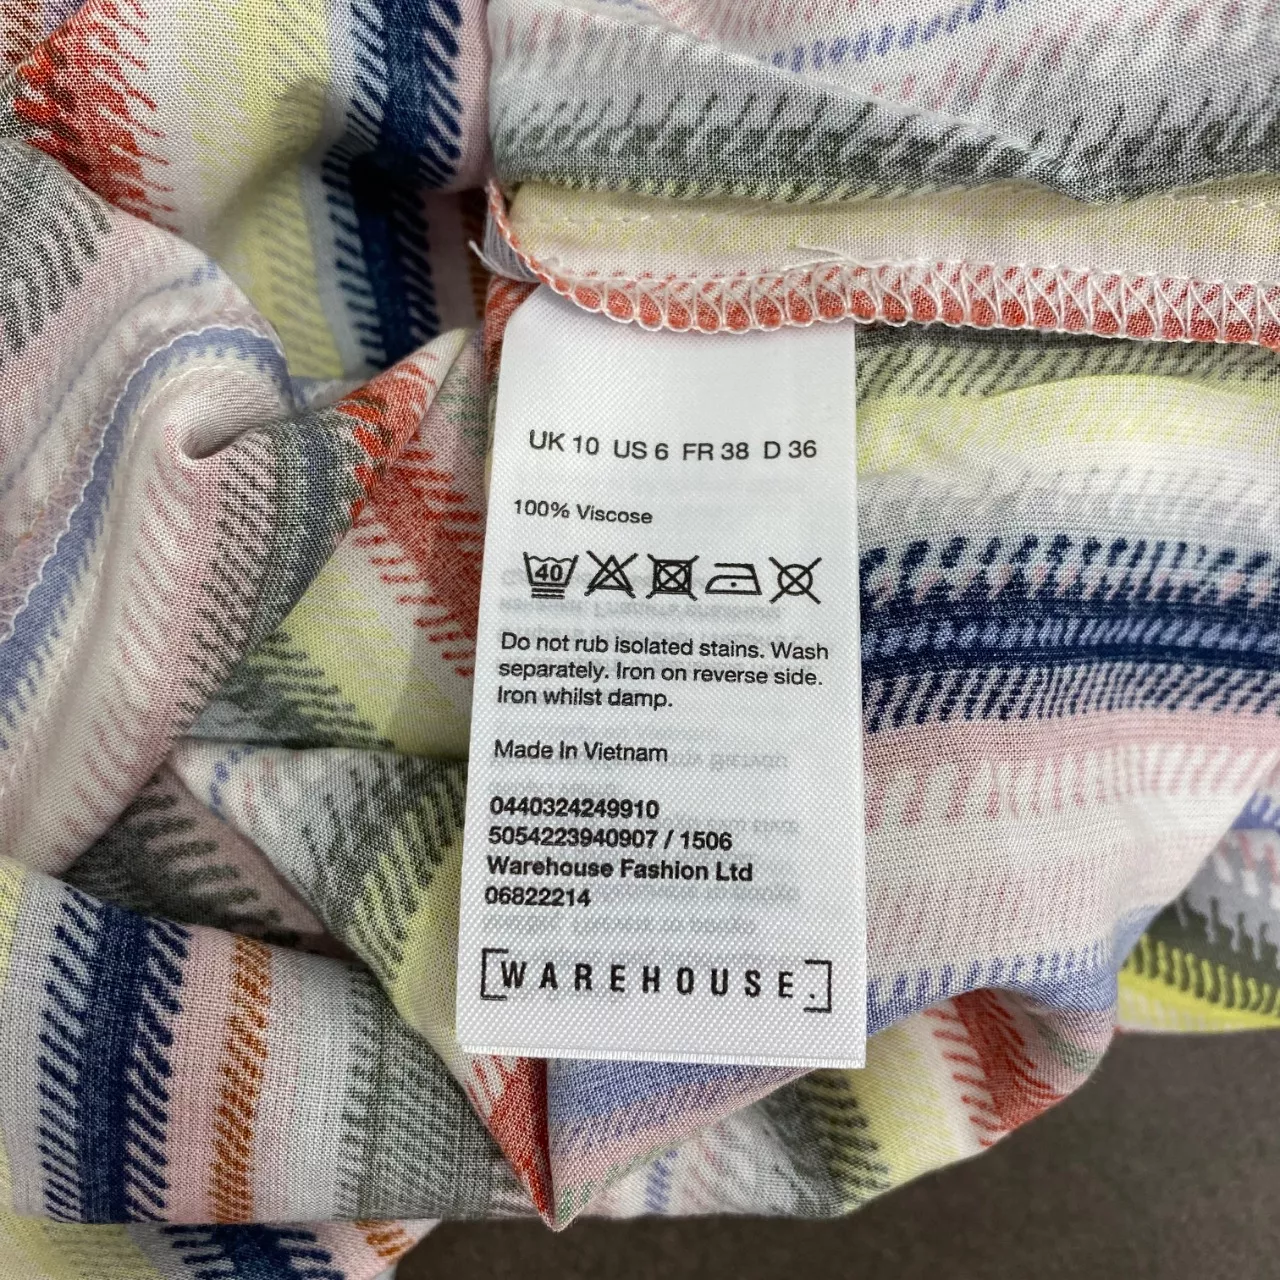 UK 10 US 6 FR 38 D 36
100% Viscose
40
Do not rub isolated stains. Wash
separately. Iron on reverse side.
Iron whilst damp.
Made In Vietnam
0440324249910
5054223940907 / 1506
Warehouse Fashion Ltd
06822214
[WAREHOUSE.]